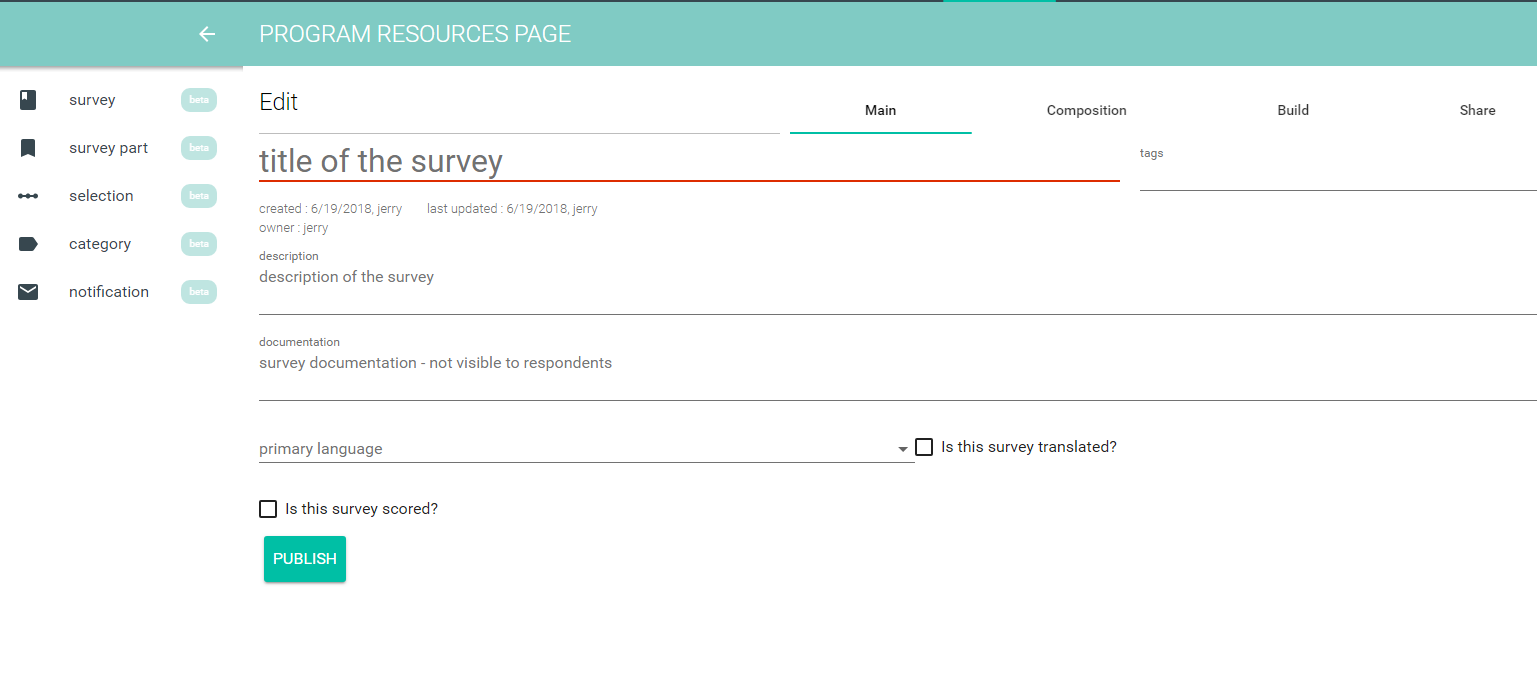 PROGRAM RESOURCES PAGE
survey beta
survey part beta
selection beta
category beta
notification beta
Edit
Main Composition Build Share
title of the survey
tags
created : 6/19/2018, jerry last updated : 6/19/2018, jerry
owner : jerry
description
description of the survey
documentation
survey documentation - not visible to respondents
primary language
Is this survey translated?
Is this survey scored?
PUBLISH